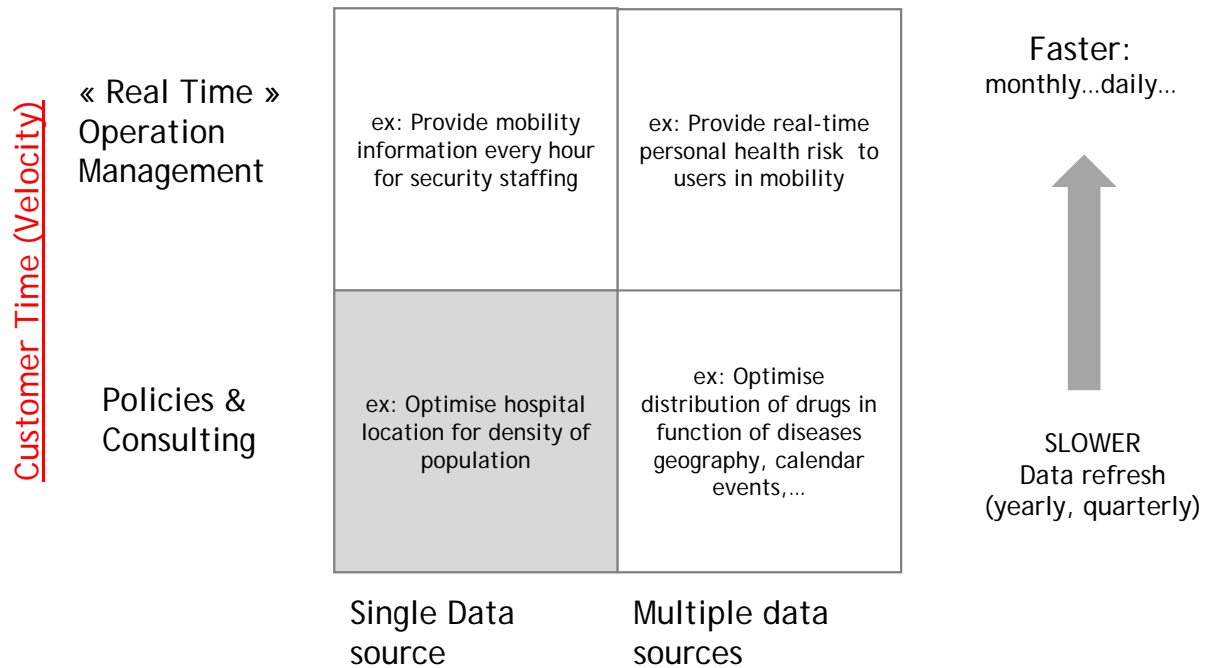 Customer Time (Velocity)
« Real Time »
Operation
Management
ex: Provide mobility
information every hour
for security staffing
ex: Provide real-time
personal health risk to
users in mobility
Faster:
monthly...daily...
Policies &
Consulting
ex: Optimise hospital
location for density of
population
ex: Optimise
distribution of drugs in
function of diseases
geography, calendar
events,...
SLOWER
Data refresh
(yearly, quarterly)
Single Data
source
Multiple data
sources